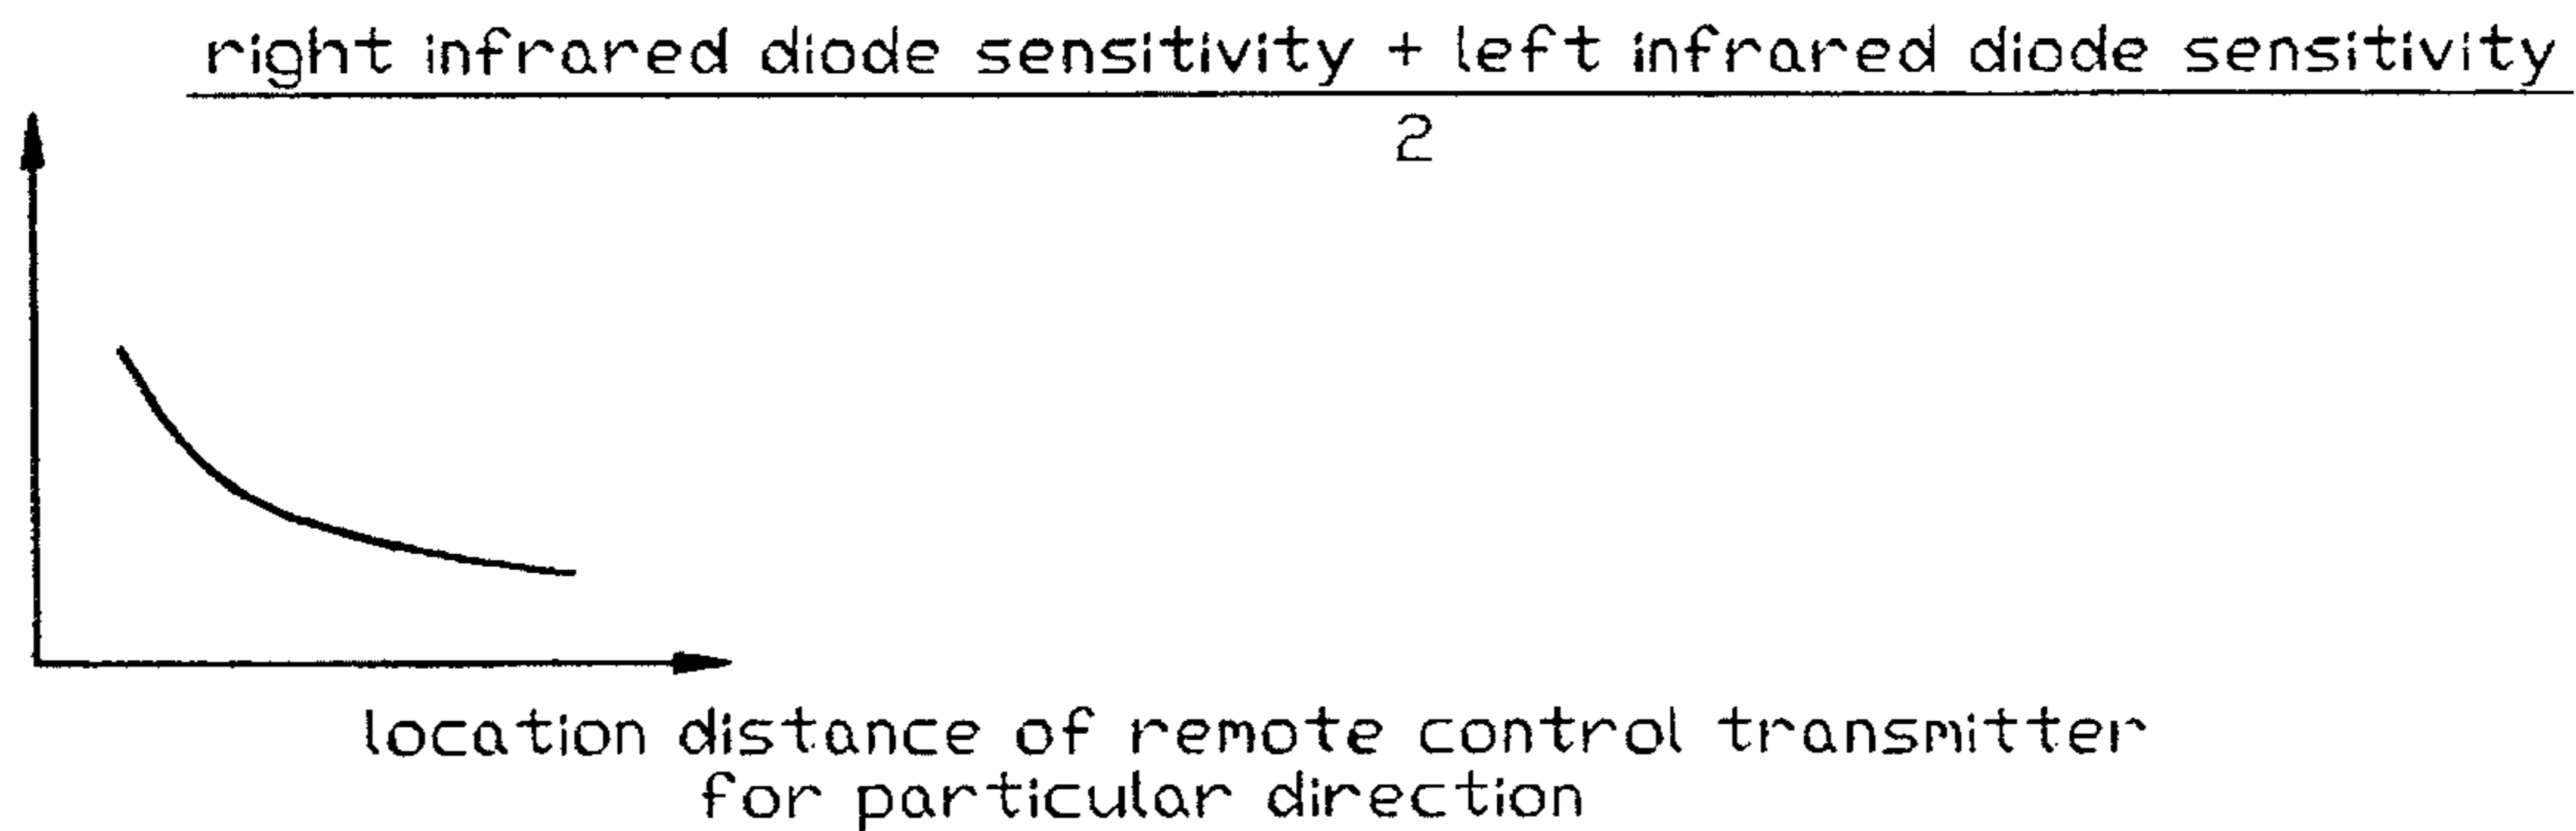 right infrared diode sensitivity + left infrared diode sensitivity
2
location distance of remote control transmitter
for particular direction